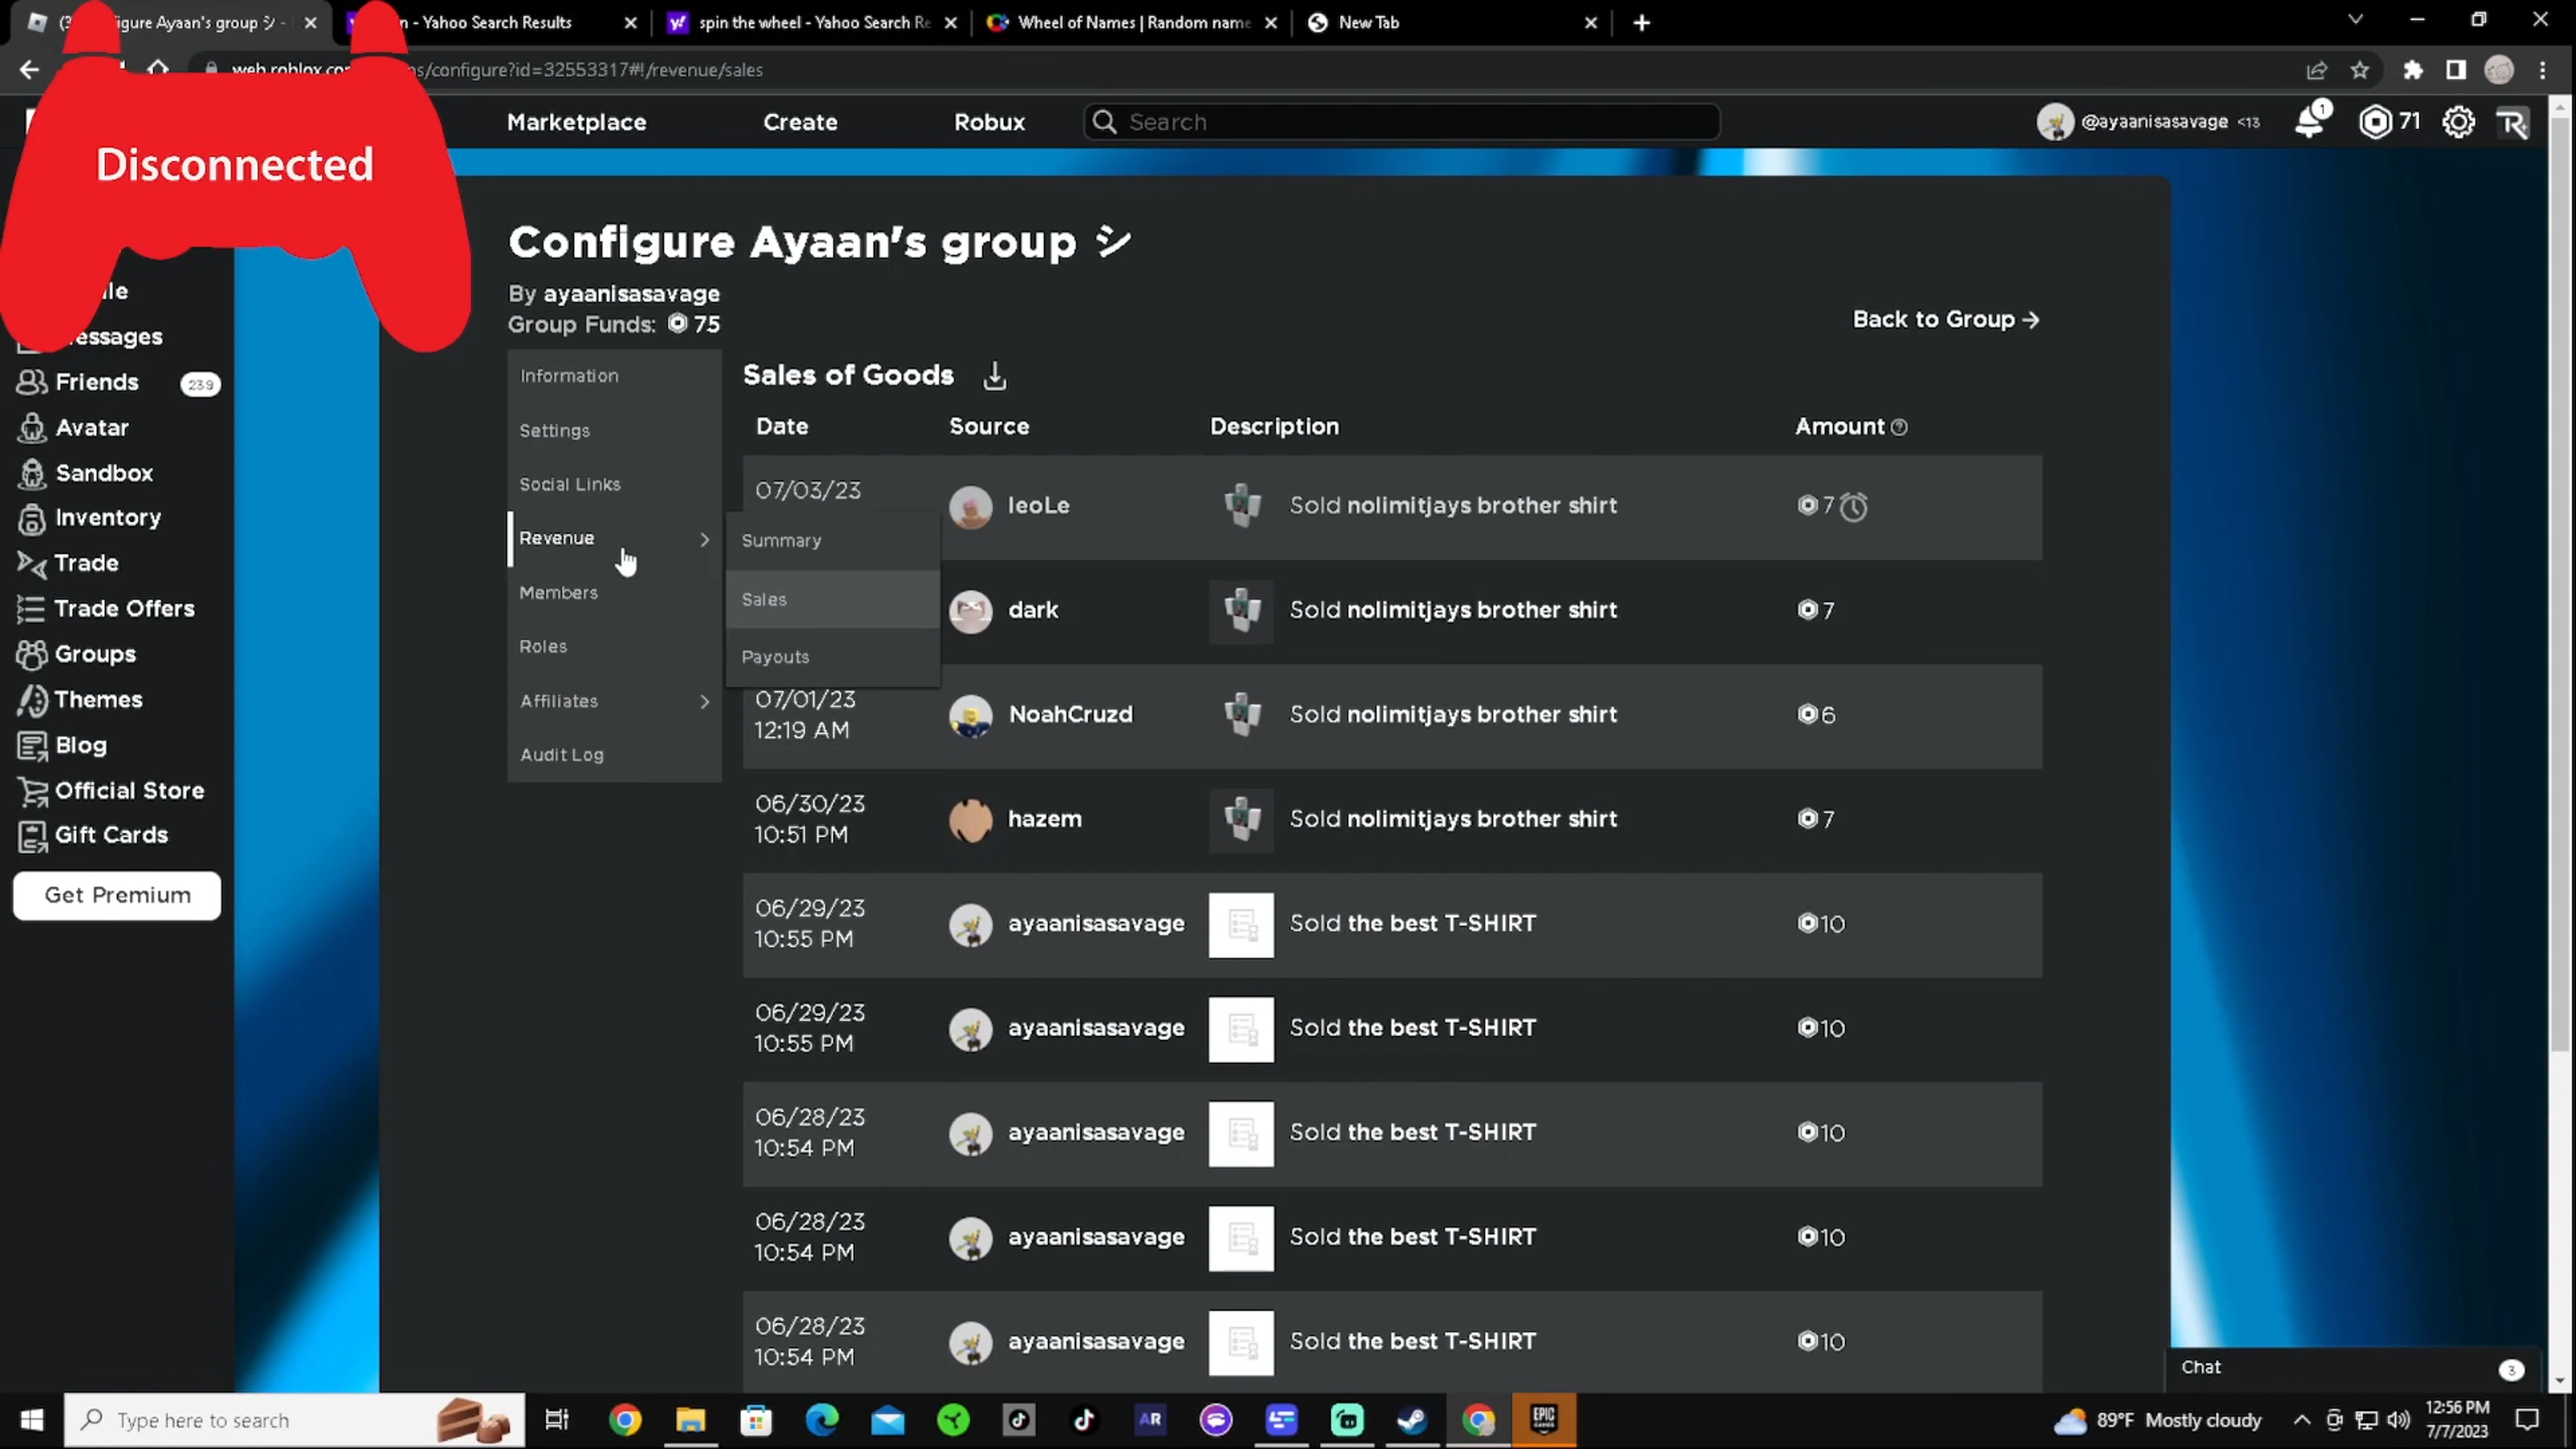 Configure Ayaan's group シ -
- Yahoo Search Results
spin the wheel - Yahoo Search Re
Wheel of Names | Random name
New Tab
/configure?id=32553317#!/revenue/sales
Disconnected
Marketplace
Create
Robux
Search
@ayaanisasavage <13
1
71
Configure Ayaan's group シ
By ayaanisasavage
Group Funds: 75
Back to Group
Messages
Friends 239
Avatar
Sandbox
Inventory
Trade
Trade Offers
Groups
Themes
Blog
Official Store
Gift Cards
Get Premium
Information
Settings
Social Links
Revenue
Members
Roles
Affiliates
Audit Log
Summary
Sales
Payouts
Sales of Goods
Date Source Description Amount
07/03/23 leoLe Sold nolimitjays brother shirt 7
dark Sold nolimitjays brother shirt 7
07/01/23
12:19 AM NoahCruzd Sold nolimitjays brother shirt 6
06/30/23
10:51 PM hazem Sold nolimitjays brother shirt 7
06/29/23
10:55 PM ayaanisasavage Sold the best T-SHIRT 10
06/29/23
10:55 PM ayaanisasavage Sold the best T-SHIRT 10
06/28/23
10:54 PM ayaanisasavage Sold the best T-SHIRT 10
06/28/23
10:54 PM ayaanisasavage Sold the best T-SHIRT 10
06/28/23
10:54 PM ayaanisasavage Sold the best T-SHIRT 10
Chat 3
Type here to search
AR
EPIC
GAMES
89°F Mostly cloudy
12:56 PM
7/7/2023